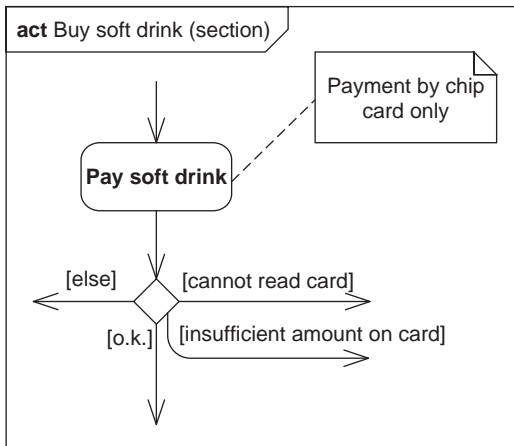 act Buy soft drink (section)
Payment by chip
card only
Pay soft drink
[else]
[cannot read card]
[o.k.]
[insufficient amount on card]